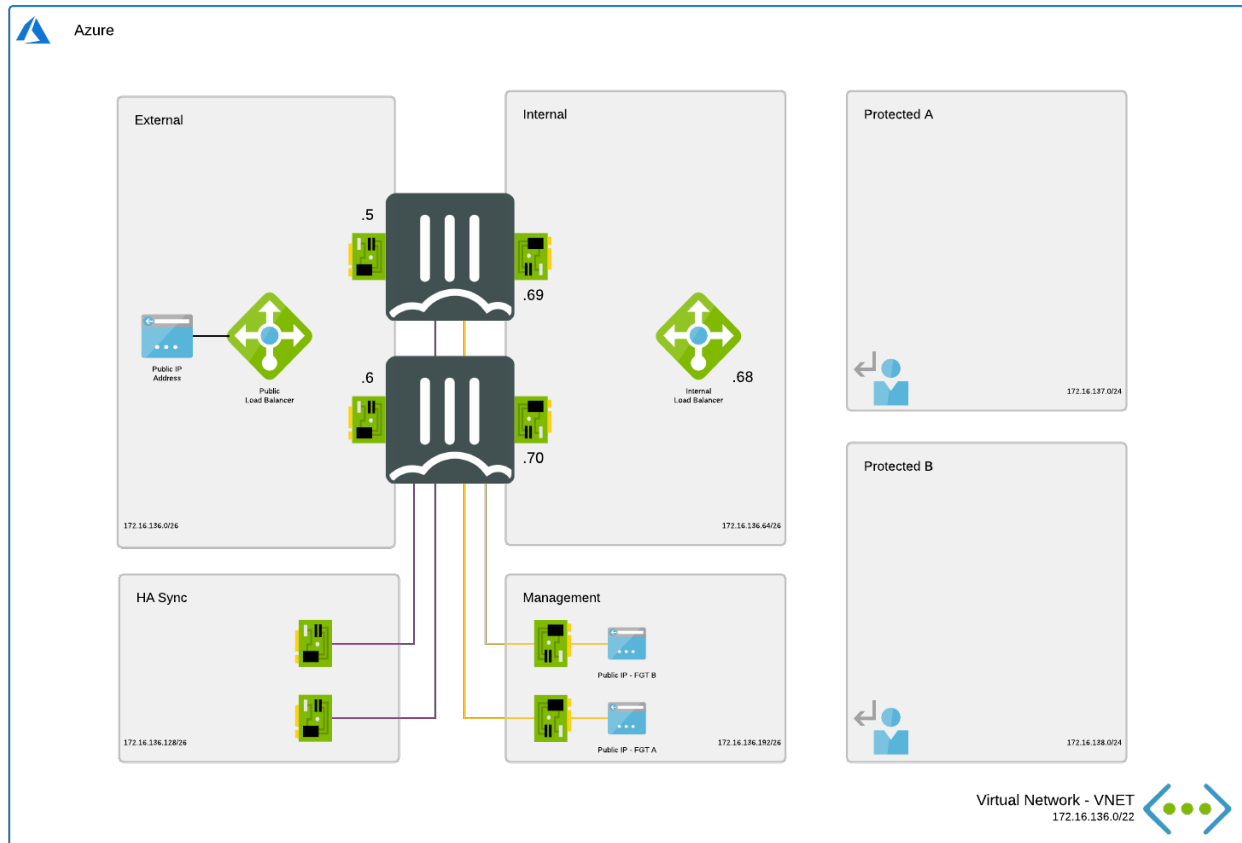 Azure
External
.5
.6
Public IP
Address
Public
Load Balancer
172.16.136.0/26
Internal
.69
.70
.68
Internal
Load Balancer
172.16.136.64/26
Protected A
172.16.137.0/24
Protected B
172.16.138.0/24
HA Sync
172.16.136.128/26
Management
Public IP - FGT B
Public IP - FGT A
172.16.136.192/26
Virtual Network - VNET
172.16.136.0/22